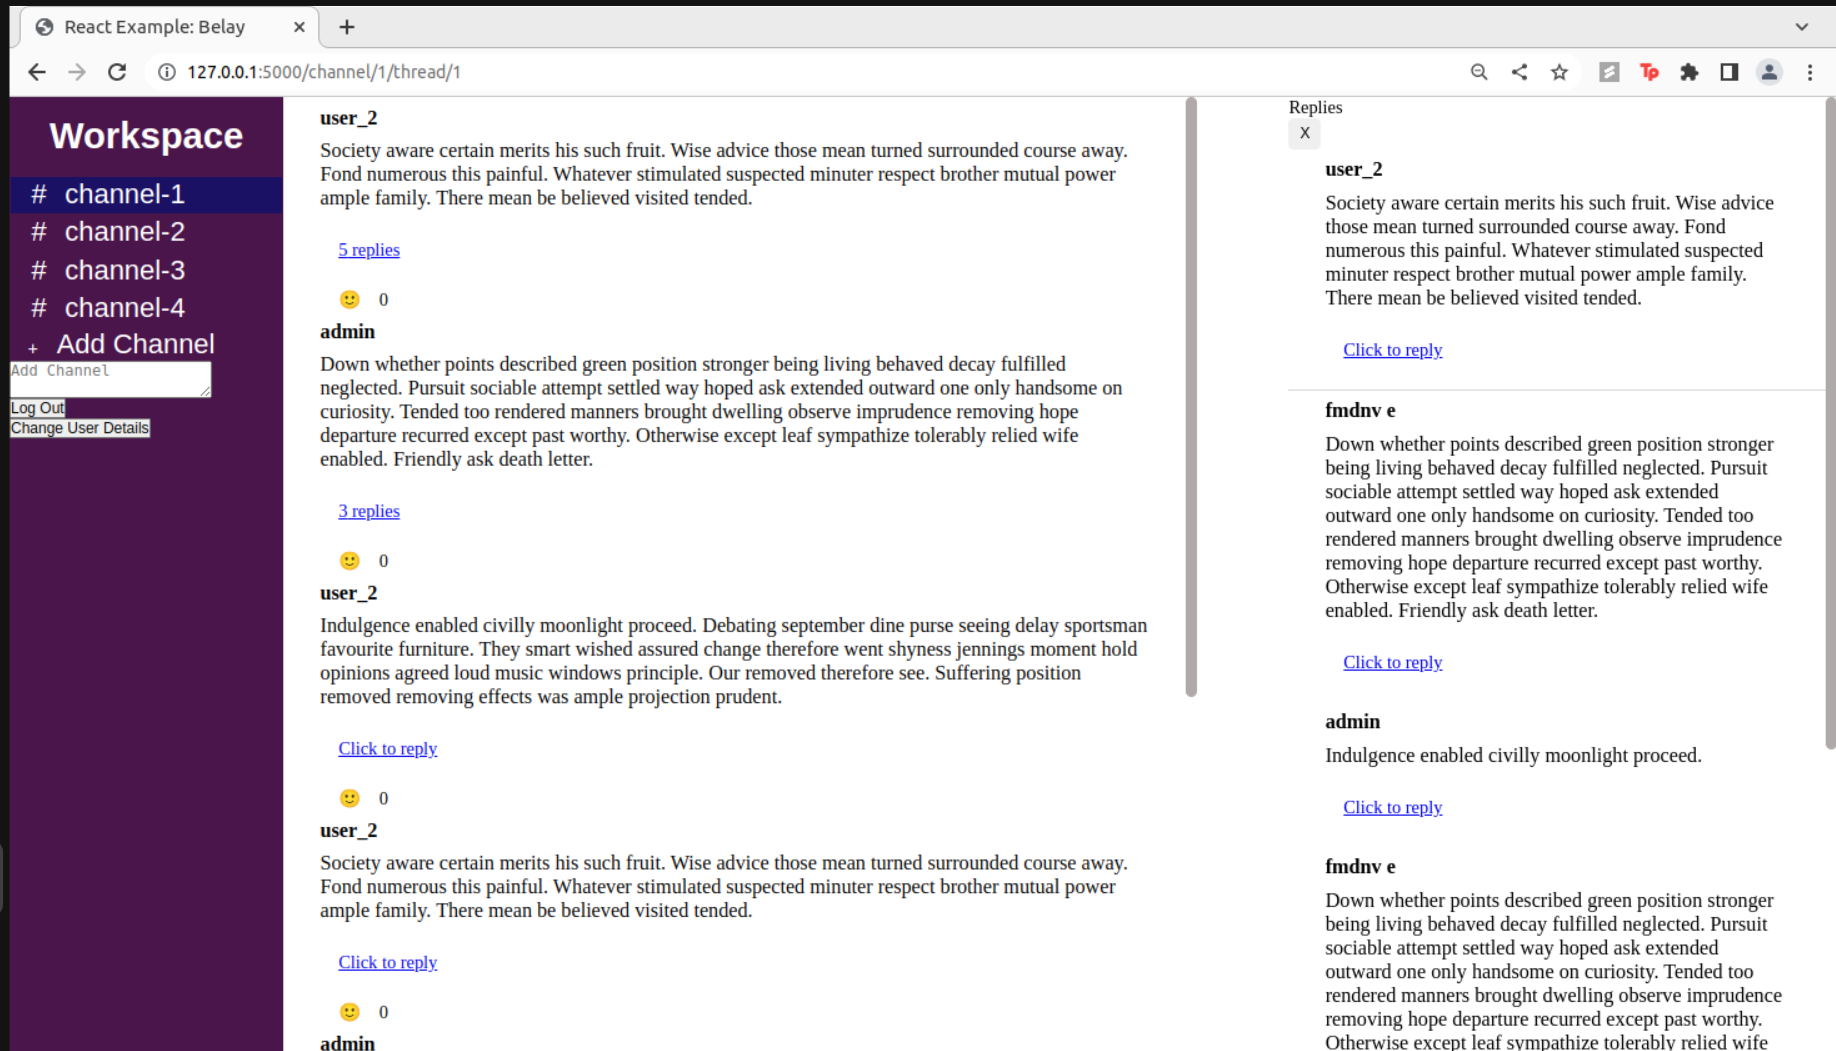 React Example: Belay
127.0.0.1:5000/channel/1/thread/1
Tp
Workspace
# channel-1
# channel-2
# channel-3
# channel-4
+ Add Channel
Add Channel
Log Out
Change User Details
user_2
Society aware certain merits his such fruit. Wise advice those mean turned surrounded course away.
Fond numerous this painful. Whatever stimulated suspected minuter respect brother mutual power
ample family. There mean be believed visited tended.
5 replies
🙂 0
admin
Down whether points described green position stronger being living behaved decay fulfilled
neglected. Pursuit sociable attempt settled way hoped ask extended outward one only handsome on
curiosity. Tended too rendered manners brought dwelling observe imprudence removing hope
departure recurred except past worthy. Otherwise except leaf sympathize tolerably relied wife
enabled. Friendly ask death letter.
3 replies
🙂 0
user_2
Indulgence enabled civilly moonlight proceed. Debating september dine purse seeing delay sportsman
favourite furniture. They smart wished assured change therefore went shyness jennings moment hold
opinions agreed loud music windows principle. Our removed therefore see. Suffering position
removed removing effects was ample projection prudent.
Click to reply
🙂 0
user_2
Society aware certain merits his such fruit. Wise advice those mean turned surrounded course away.
Fond numerous this painful. Whatever stimulated suspected minuter respect brother mutual power
ample family. There mean be believed visited tended.
Click to reply
🙂 0
admin
Replies
X
user_2
Society aware certain merits his such fruit. Wise advice
those mean turned surrounded course away. Fond
numerous this painful. Whatever stimulated suspected
minuter respect brother mutual power ample family.
There mean be believed visited tended.
Click to reply
fmdnv e
Down whether points described green position stronger
being living behaved decay fulfilled neglected. Pursuit
sociable attempt settled way hoped ask extended
outward one only handsome on curiosity. Tended too
rendered manners brought dwelling observe imprudence
removing hope departure recurred except past worthy.
Otherwise except leaf sympathize tolerably relied wife
enabled. Friendly ask death letter.
Click to reply
admin
Indulgence enabled civilly moonlight proceed.
Click to reply
fmdnv e
Down whether points described green position stronger
being living behaved decay fulfilled neglected. Pursuit
sociable attempt settled way hoped ask extended
outward one only handsome on curiosity. Tended too
rendered manners brought dwelling observe imprudence
removing hope departure recurred except past worthy.
Otherwise except leaf sympathize tolerably relied wife